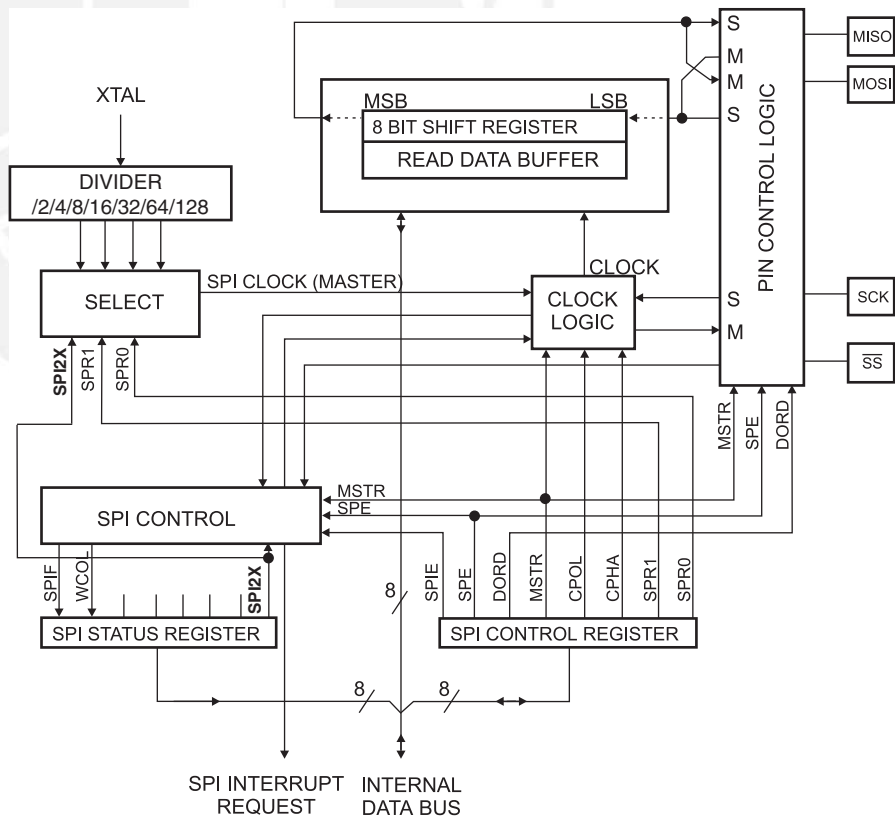 S
M
M
S
MISO
MOSI
XTAL
MSB
LSB
8 BIT SHIFT REGISTER
READ DATA BUFFER
DIVIDER
/2/4/8/16/32/64/128
PIN CONTROL LOGIC
SPI CLOCK (MASTER)
CLOCK
SELECT
CLOCK
LOGIC
S
M
SCK
SS
SPI2X
SPR1
SPR0
MSTR
SPE
DORD
SPI CONTROL
MSTR
SPE
SPIF
WCOL
SPI2X
8
SPIE
SPE
DORD
MSTR
CPOL
CPHA
SPR1
SPR0
SPI STATUS REGISTER
SPI CONTROL REGISTER
8
8
SPI INTERRUPT
REQUEST
INTERNAL
DATA BUS